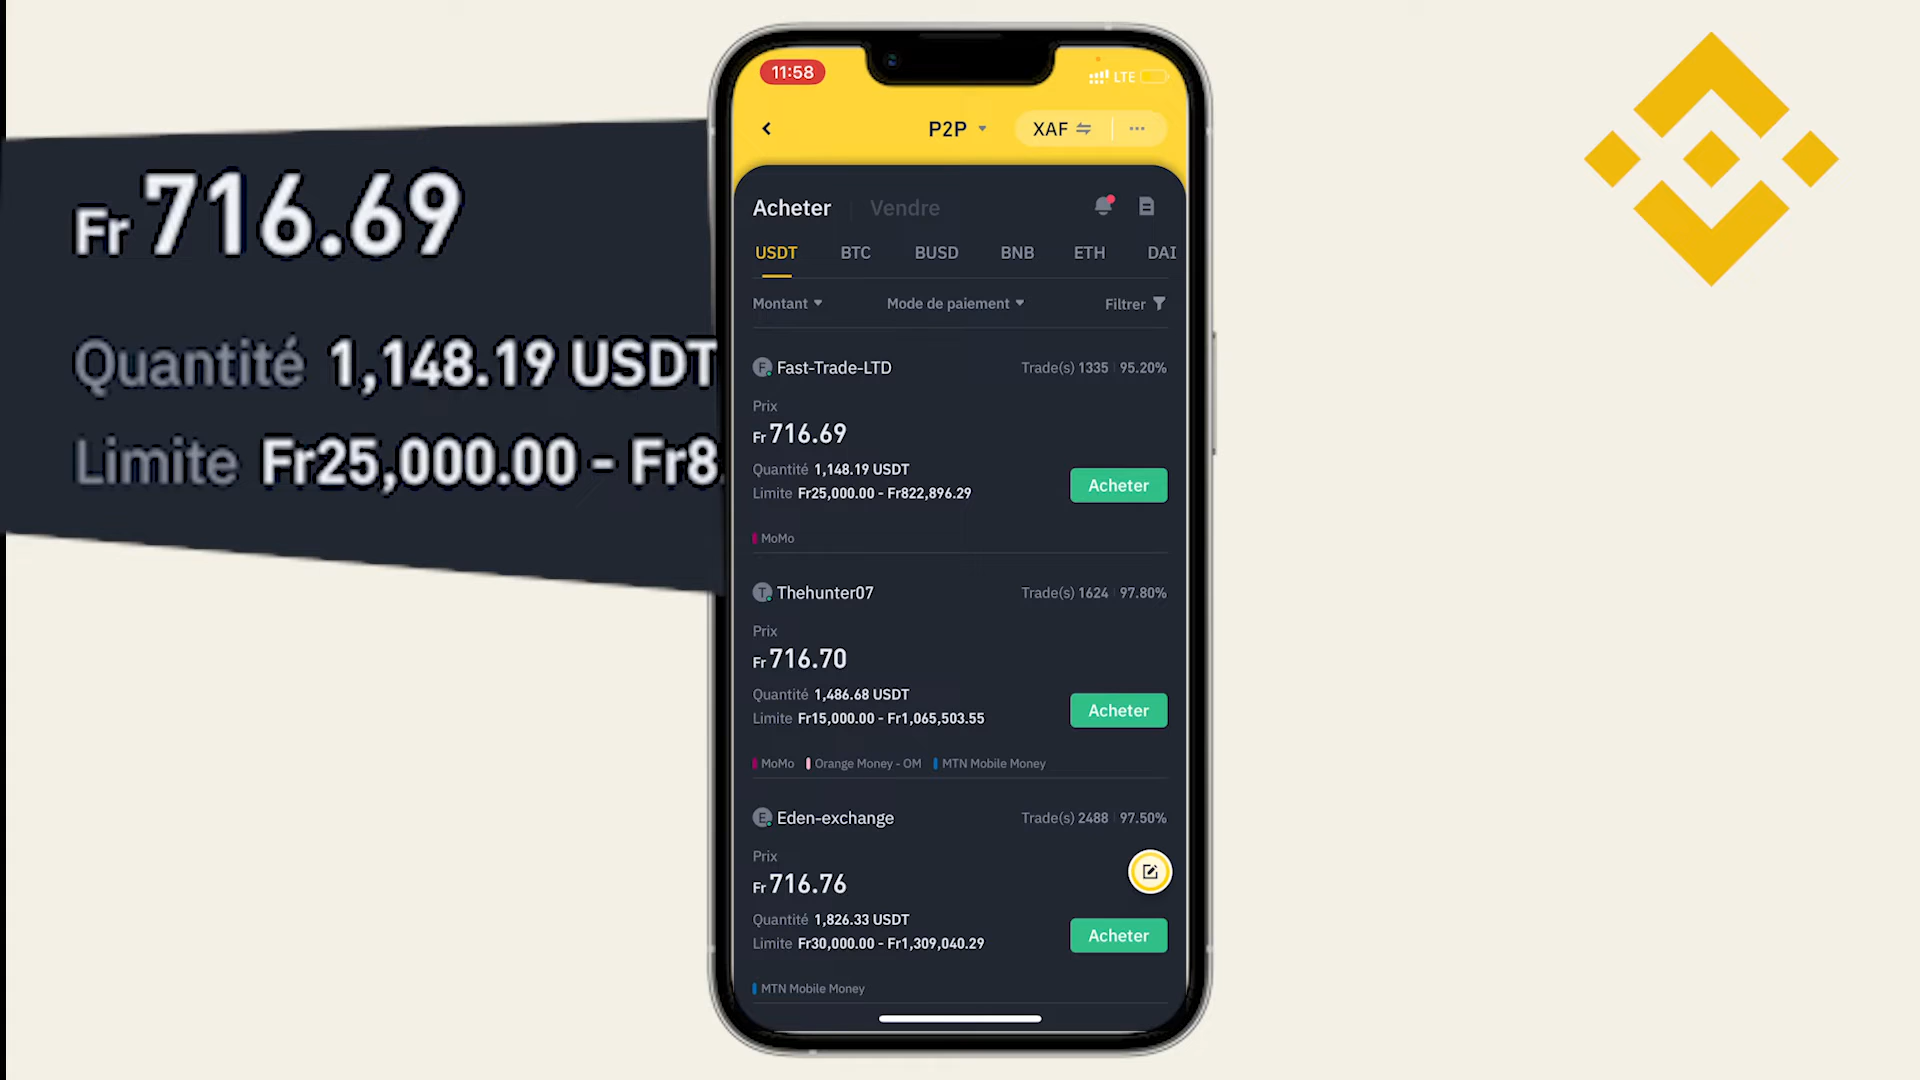 Fr 716.69
Quantité 1,148.19 USDT
Limite Fr25,000.00 - Fr8
11:58
LTE
P2P
XAF
Acheter Vendre
USDT BTC BUSD BNB ETH DAI
Montant Mode de paiement Filtrer
F Fast-Trade-LTD Trade(s) 1335 95.20%
Prix
Fr 716.69
Quantité 1,148.19 USDT
Limite Fr25,000.00 - Fr822,896.29
Acheter
MoMo
T Thehunter07 Trade(s) 1624 97.80%
Prix
Fr 716.70
Quantité 1,486.68 USDT
Limite Fr15,000.00 - Fr1,065,503.55
Acheter
MoMo Orange Money - OM MTN Mobile Money
E Eden-exchange Trade(s) 2488 97.50%
Prix
Fr 716.76
Quantité 1,826.33 USDT
Limite Fr30,000.00 - Fr1,309,040.29
Acheter
MTN Mobile Money